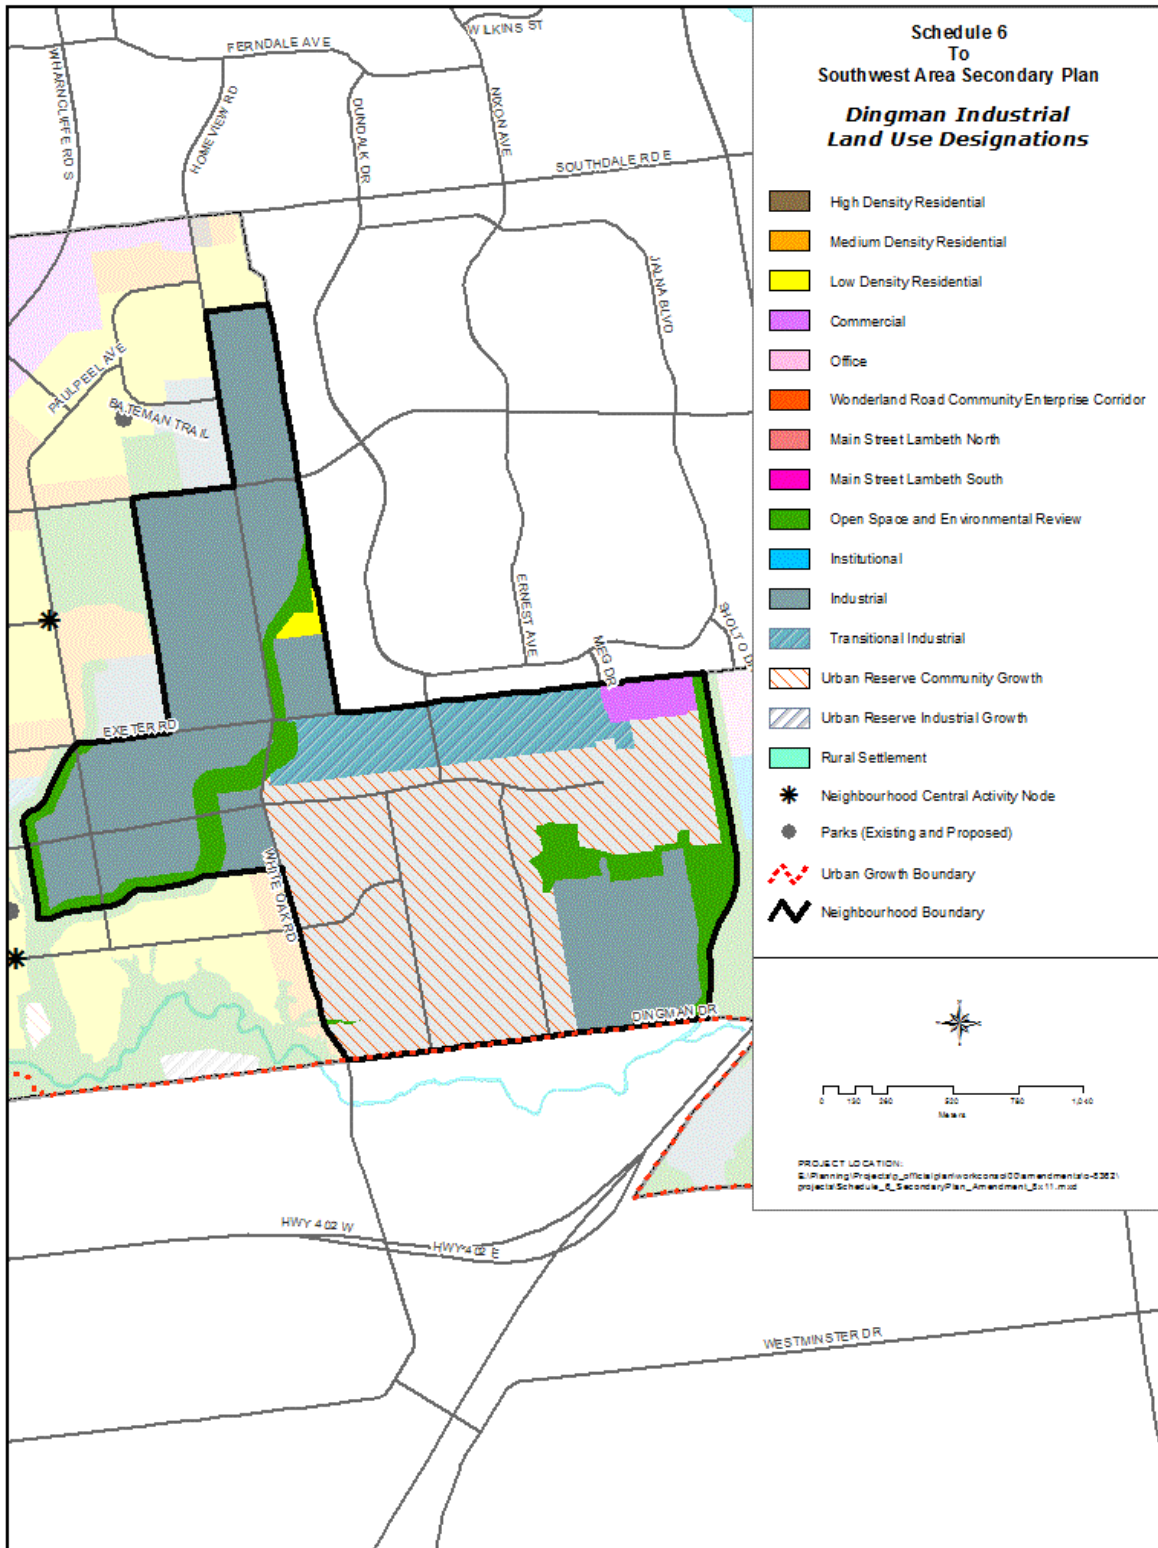 Schedule 6
To
Southwest Area Secondary Plan
Dingman Industrial
Land Use Designations
High Density Residential
Medium Density Residential
Low Density Residential
Commercial
Office
Wonderland Road Community Enterprise Corridor
Main Street Lambeth North
Main Street Lambeth South
Open Space and Environmental Review
Institutional
Industrial
Transitional Industrial
Urban Reserve Community Growth
Urban Reserve Industrial Growth
Rural Settlement
Neighbourhood Central Activity Node
Parks (Existing and Proposed)
Urban Growth Boundary
Neighbourhood Boundary
Meters
PROJECT LOCATION:
WILKINS ST
FERNDALE AVE
WHARNCLIFFE RD S
HOMEVIEW RD
DUNDALK DR
NIXON AVE
SOUTHDALE RD E
JALNA BLVD
PAULPEEL AVE
BATEMAN TRAIL
ERNEST AVE
MEG DR
SHOLTO DR
EXETER RD
WHITE OAK RD
DINGMAN DR
HWY 402 W
HWY 402 E
WESTMINSTER DR